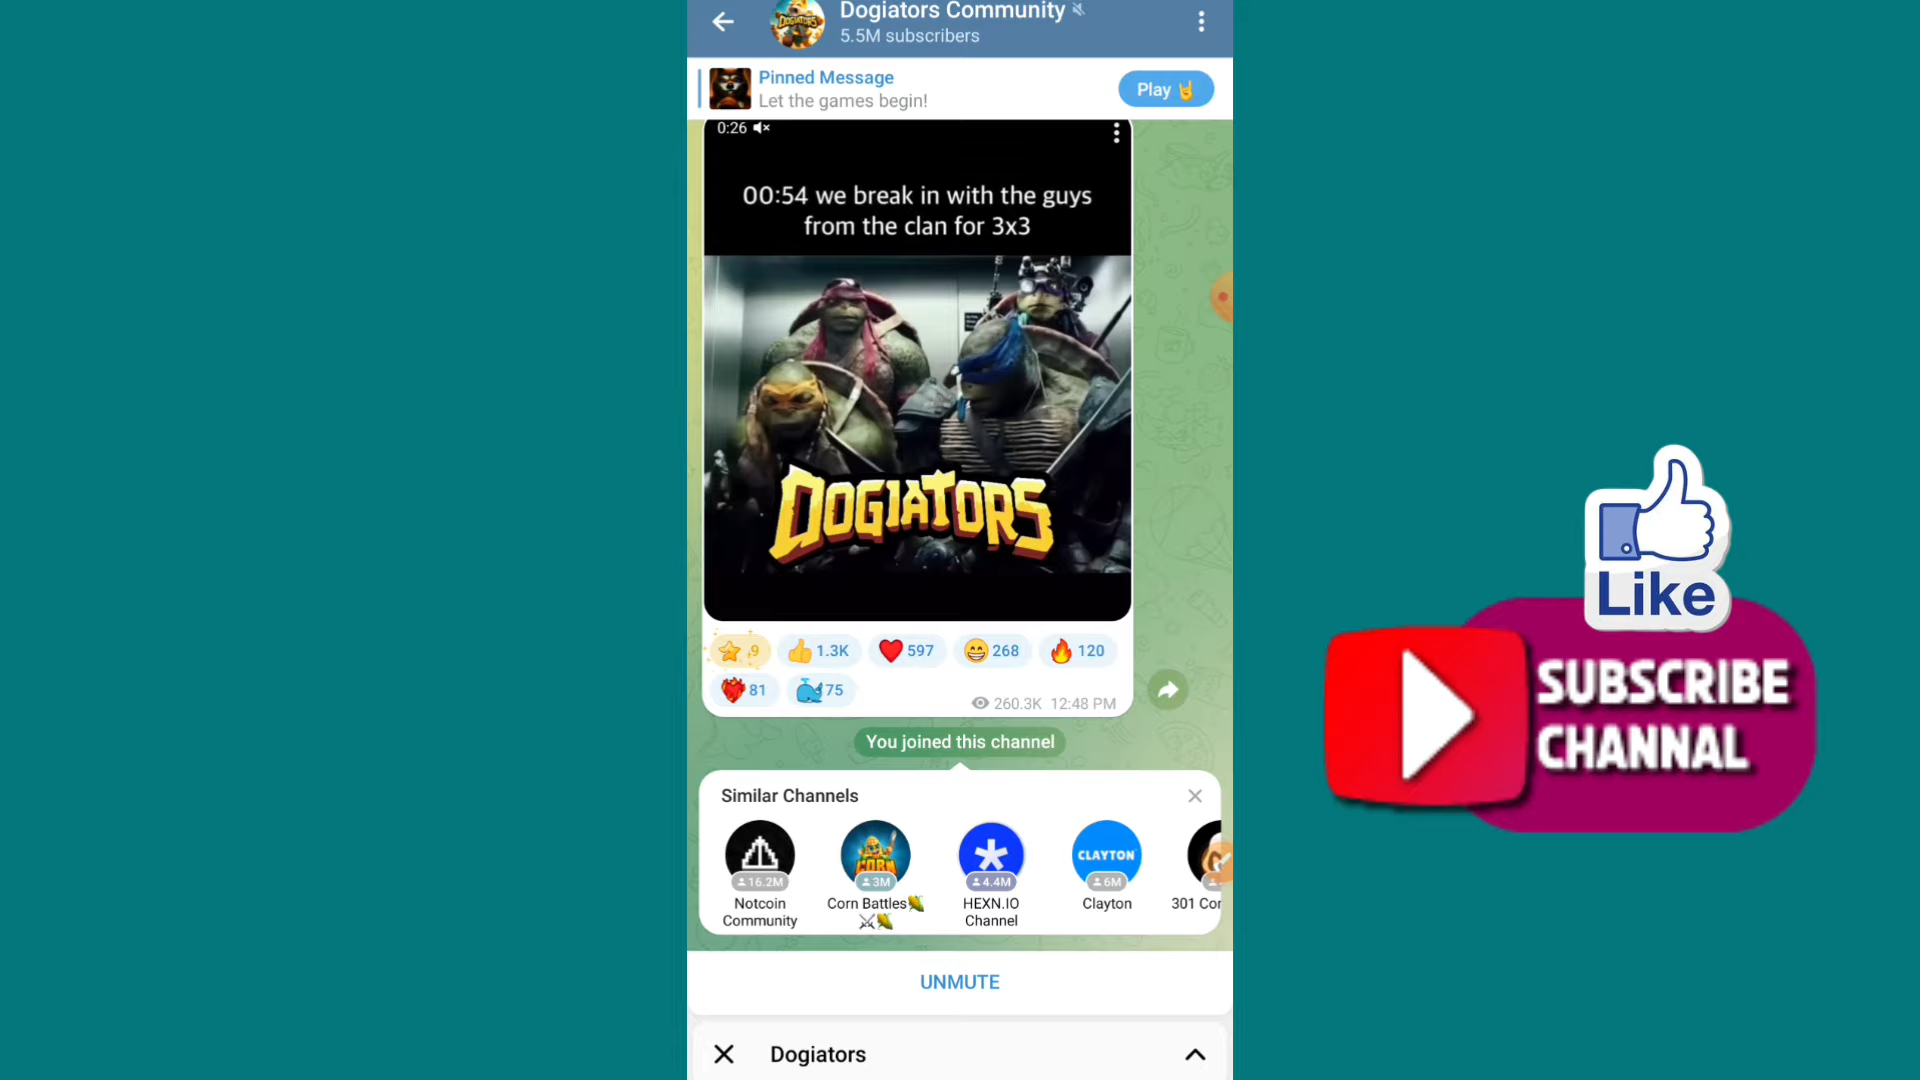 Dogiators Community
5.5M subscribers
Pinned Message
Let the games begin!
Play
0:26
00:54 we break in with the guys
from the clan for 3x3
DOGIATORS
9 1.3K 597 268 120
81 75
260.3K 12:48 PM
You joined this channel
Similar Channels
CORN
CLAYTON
16.2M 3M 4.4M 6M
Notcoin Community
Corn Battles
HEXN.IO Channel
Clayton
301
UNMUTE
Dogiators
Like
SUBSCRIBE
CHANNAL